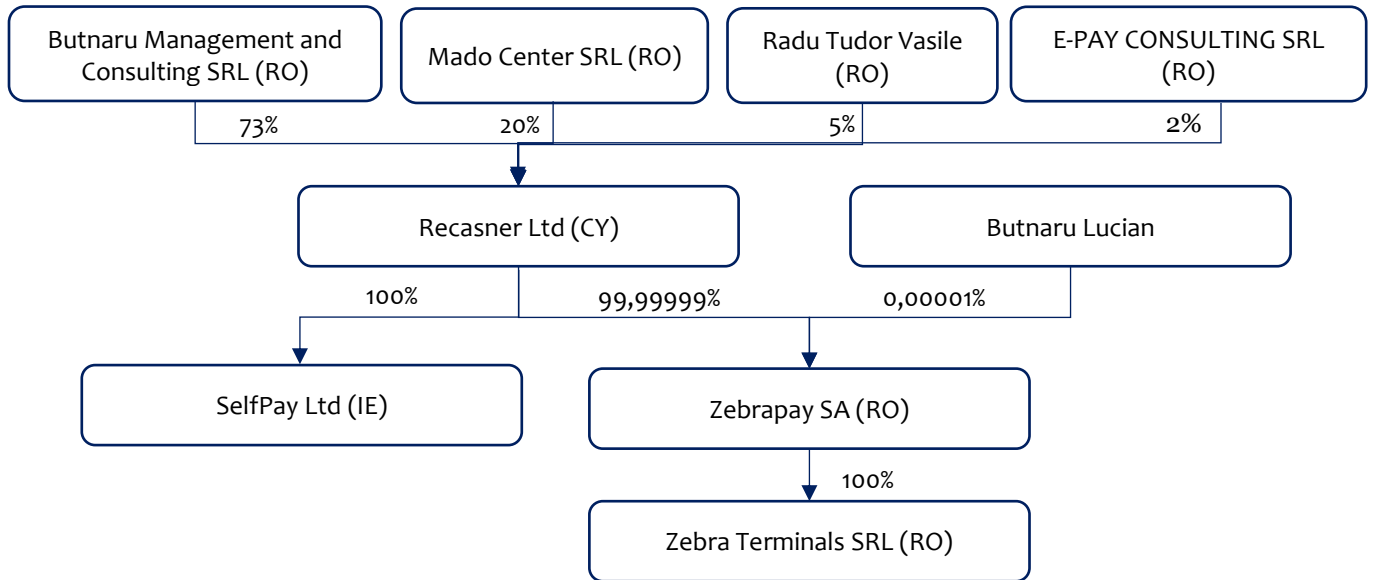 Butnaru Management and
Consulting SRL (RO)
Mado Center SRL (RO)
Radu Tudor Vasile
(RO)
E-PAY CONSULTING SRL
(RO)
73%
20%
5%
2%
Recasner Ltd (CY)
Butnaru Lucian
100%
99,99999%
0,00001%
SelfPay Ltd (IE)
Zebrapay SA (RO)
100%
Zebra Terminals SRL (RO)